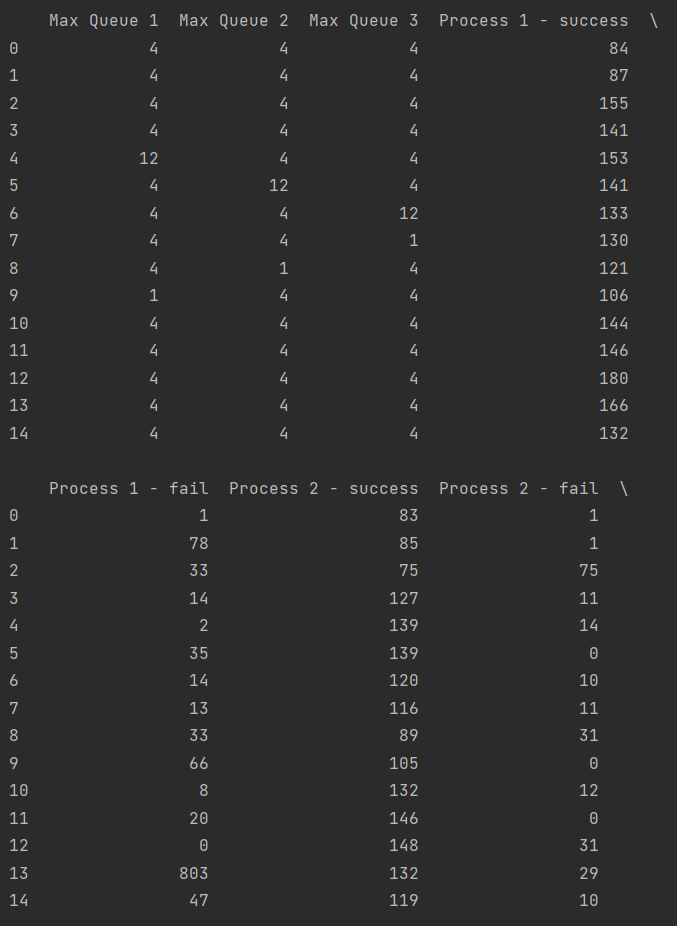 Max Queue 1 Max Queue 2 Max Queue 3 Process 1 - success \
0 4 4 4 84
1 4 4 4 87
2 4 4 4 155
3 4 4 4 141
4 12 4 4 153
5 4 12 4 141
6 4 4 12 133
7 4 4 1 130
8 4 1 4 121
9 1 4 4 106
10 4 4 4 144
11 4 4 4 146
12 4 4 4 180
13 4 4 4 166
14 4 4 4 132
Process 1 - fail Process 2 - success Process 2 - fail \
0 1 83 1
1 78 85 1
2 33 75 75
3 14 127 11
4 2 139 14
5 35 139 0
6 14 120 10
7 13 116 11
8 33 89 31
9 66 105 0
10 8 132 12
11 20 146 0
12 0 148 31
13 803 132 29
14 47 119 10